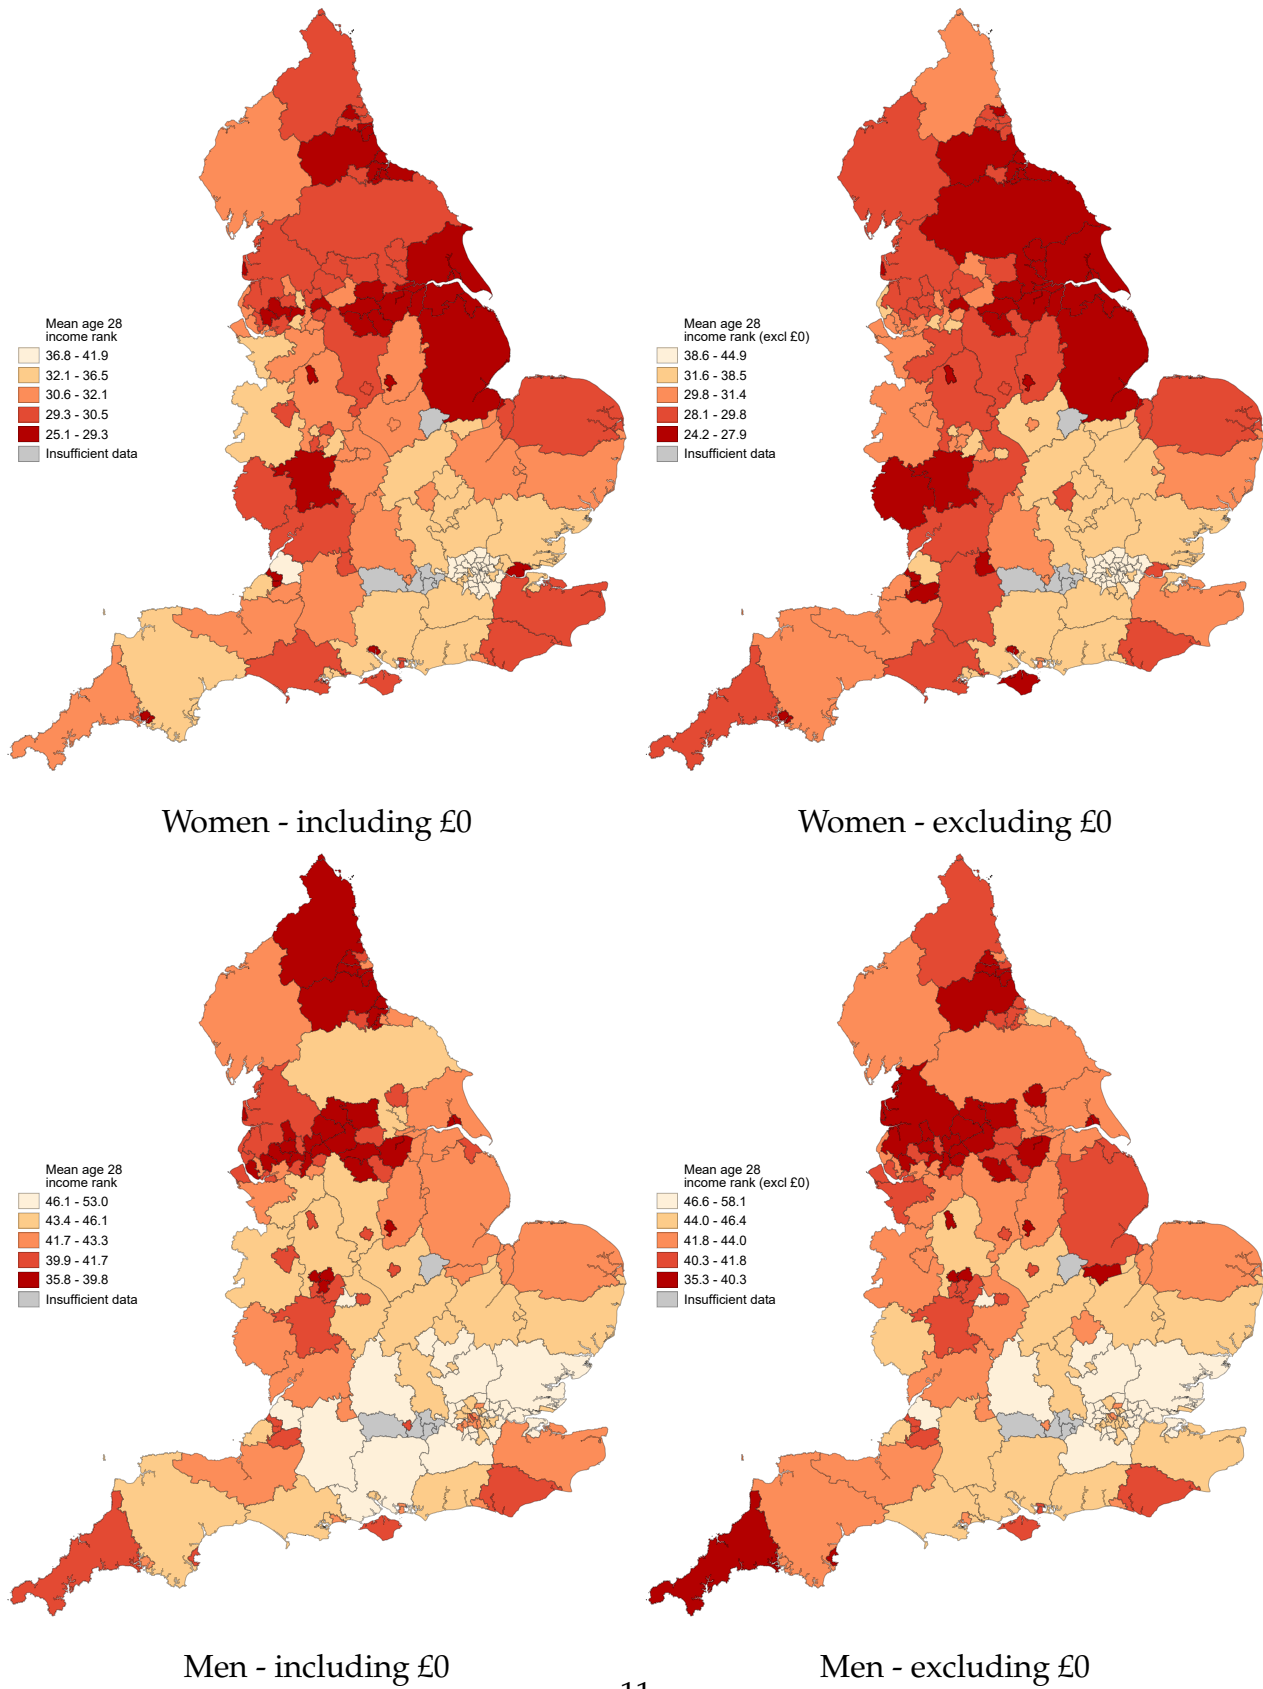 Mean age 28
income rank
36.8 - 41.9
32.1 - 36.5
30.6 - 32.1
29.3 - 30.5
25.1 - 29.3
Insufficient data
Mean age 28
income rank (excl £0)
38.6 - 44.9
31.6 - 38.5
29.8 - 31.4
28.1 - 29.8
24.2 - 27.9
Insufficient data
Women - including £0
Women - excluding £0
Mean age 28
income rank
46.1 - 53.0
43.4 - 46.1
41.7 - 43.3
39.9 - 41.7
35.8 - 39.8
Insufficient data
Mean age 28
income rank (excl £0)
46.6 - 58.1
44.0 - 46.4
41.8 - 44.0
40.3 - 41.8
35.3 - 40.3
Insufficient data
Men - including £0
Men - excluding £0
11